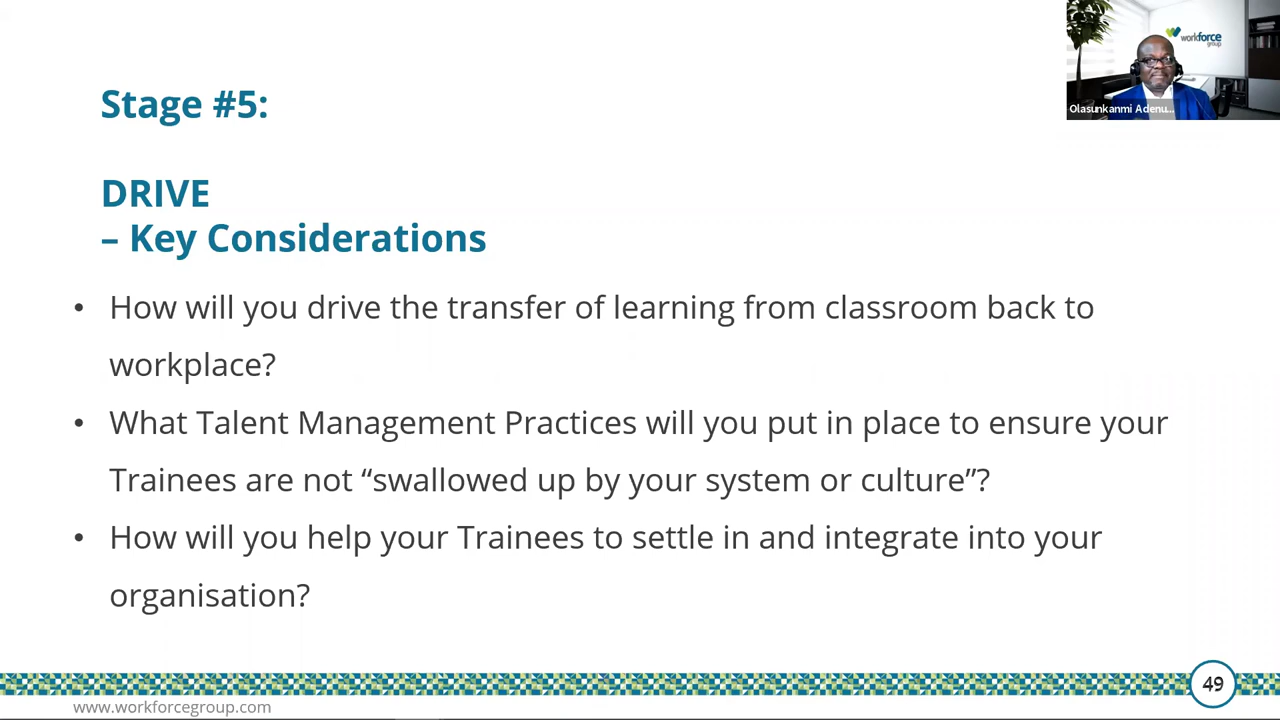 workforce
group
Olasunkanmi Adenu...
Stage #5:
DRIVE
– Key Considerations
• How will you drive the transfer of learning from classroom back to
workplace?
• What Talent Management Practices will you put in place to ensure your
Trainees are not “swallowed up by your system or culture”?
• How will you help your Trainees to settle in and integrate into your
organisation?
49
www.workforcegroup.com